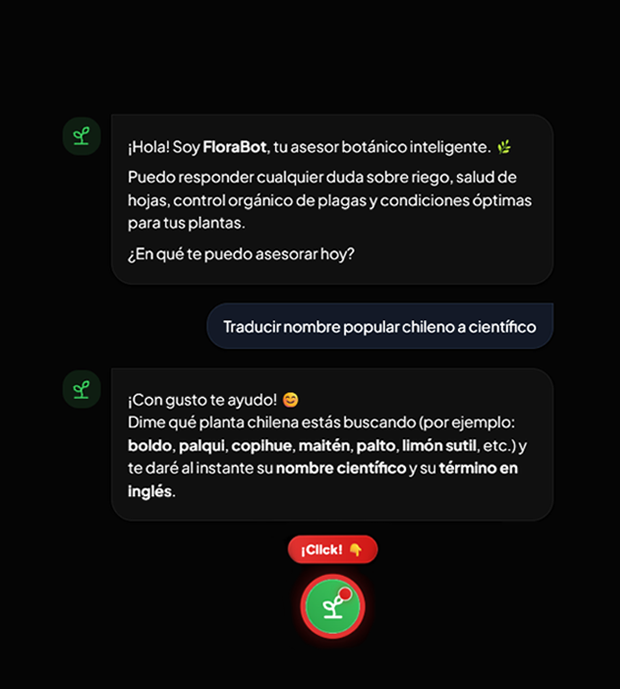 ¡Hola! Soy FloraBot, tu asesor botánico inteligente. 🌿
Puedo responder cualquier duda sobre riego, salud de
hojas, control orgánico de plagas y condiciones óptimas
para tus plantas.
¿En qué te puedo asesorar hoy?
Traducir nombre popular chileno a científico
¡Con gusto te ayudo! 😊
Dime qué planta chilena estás buscando (por ejemplo:
boldo, palqui, copihue, maitén, palto, limón sutil, etc.) y
te daré al instante su nombre científico y su término en
inglés.
¡Click! 👇